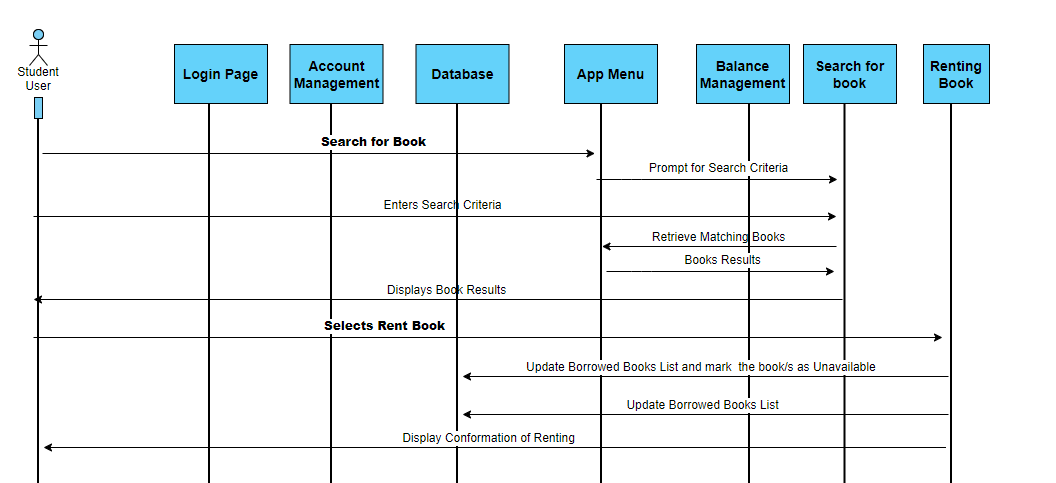 Student
User
Login Page
Account
Management
Database
App Menu
Balance
Management
Search for
book
Renting
Book
Search for Book
Prompt for Search Criteria
Enters Search Criteria
Retrieve Matching Books
Books Results
Displays Book Results
Selects Rent Book
Update Borrowed Books List and mark the book/s as Unavailable
Update Borrowed Books List
Display Conformation of Renting